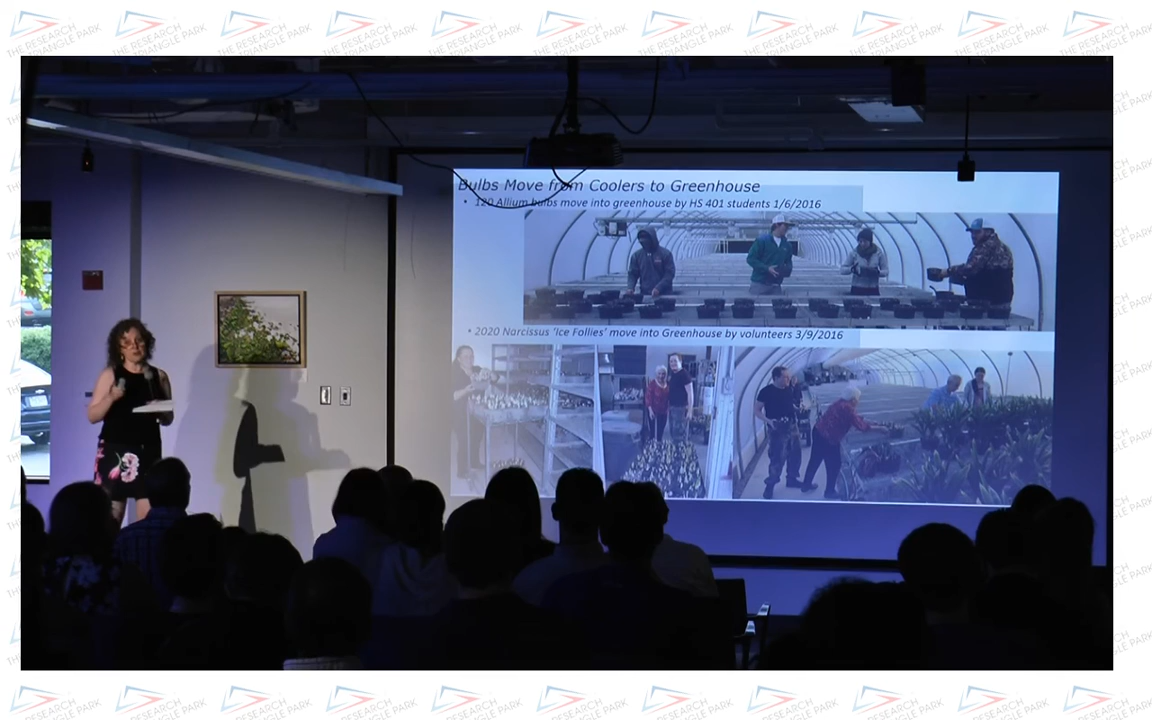 THE RESEARCH TRIANGLE PARK
Bulbs Move from Coolers to Greenhouse
• 120 Allium bulbs move into greenhouse by HS 401 students 1/6/2016
• 2020 Narcissus 'Ice Follies' move into Greenhouse by volunteers 3/9/2016